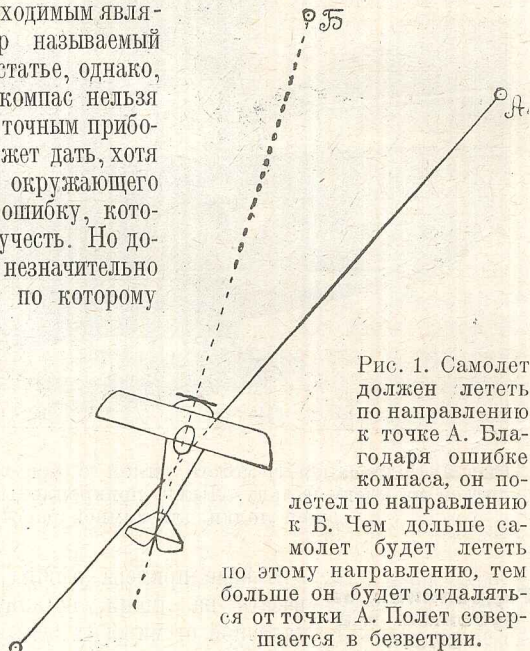 ходимым явля-
р называемый
статье, однако,
компас нельзя
точным прибо-
жет дать, хотя
окружающего
ошибку, кото-
учесть. Но до-
незначительно
по которому
Б
А.
Рис. 1. Самолет
должен лететь
по направлению
к точке А. Бла-
годаря ошибке
компаса, он по-
летел по направлению
к Б. Чем дольше са-
молет будет лететь
по этому направлению, тем
больше он будет отдалять-
ся от точки А. Полет совер-
шается в безветрии.